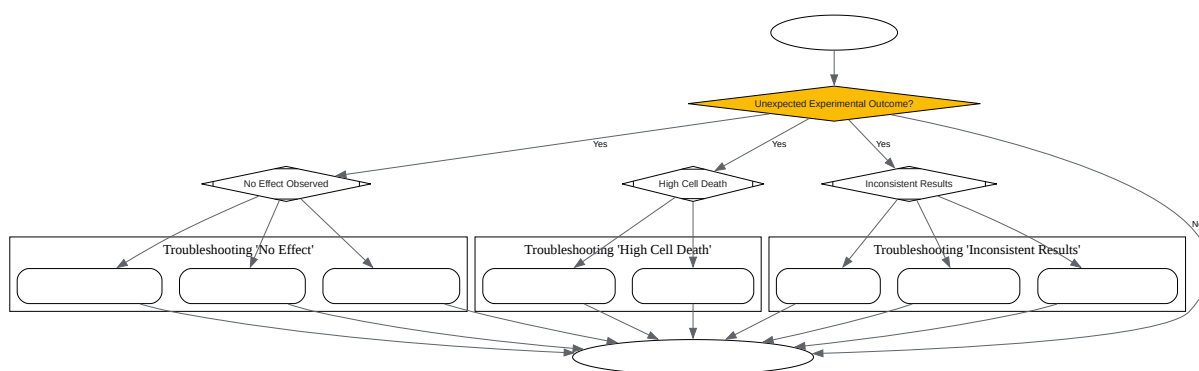 Unexpected Experimental Outcome?
Yes
Yes
Yes
No Effect Observed
High Cell Death
Inconsistent Results
Troubleshooting 'No Effect'
Troubleshooting 'High Cell Death'
Troubleshooting 'Inconsistent Results'